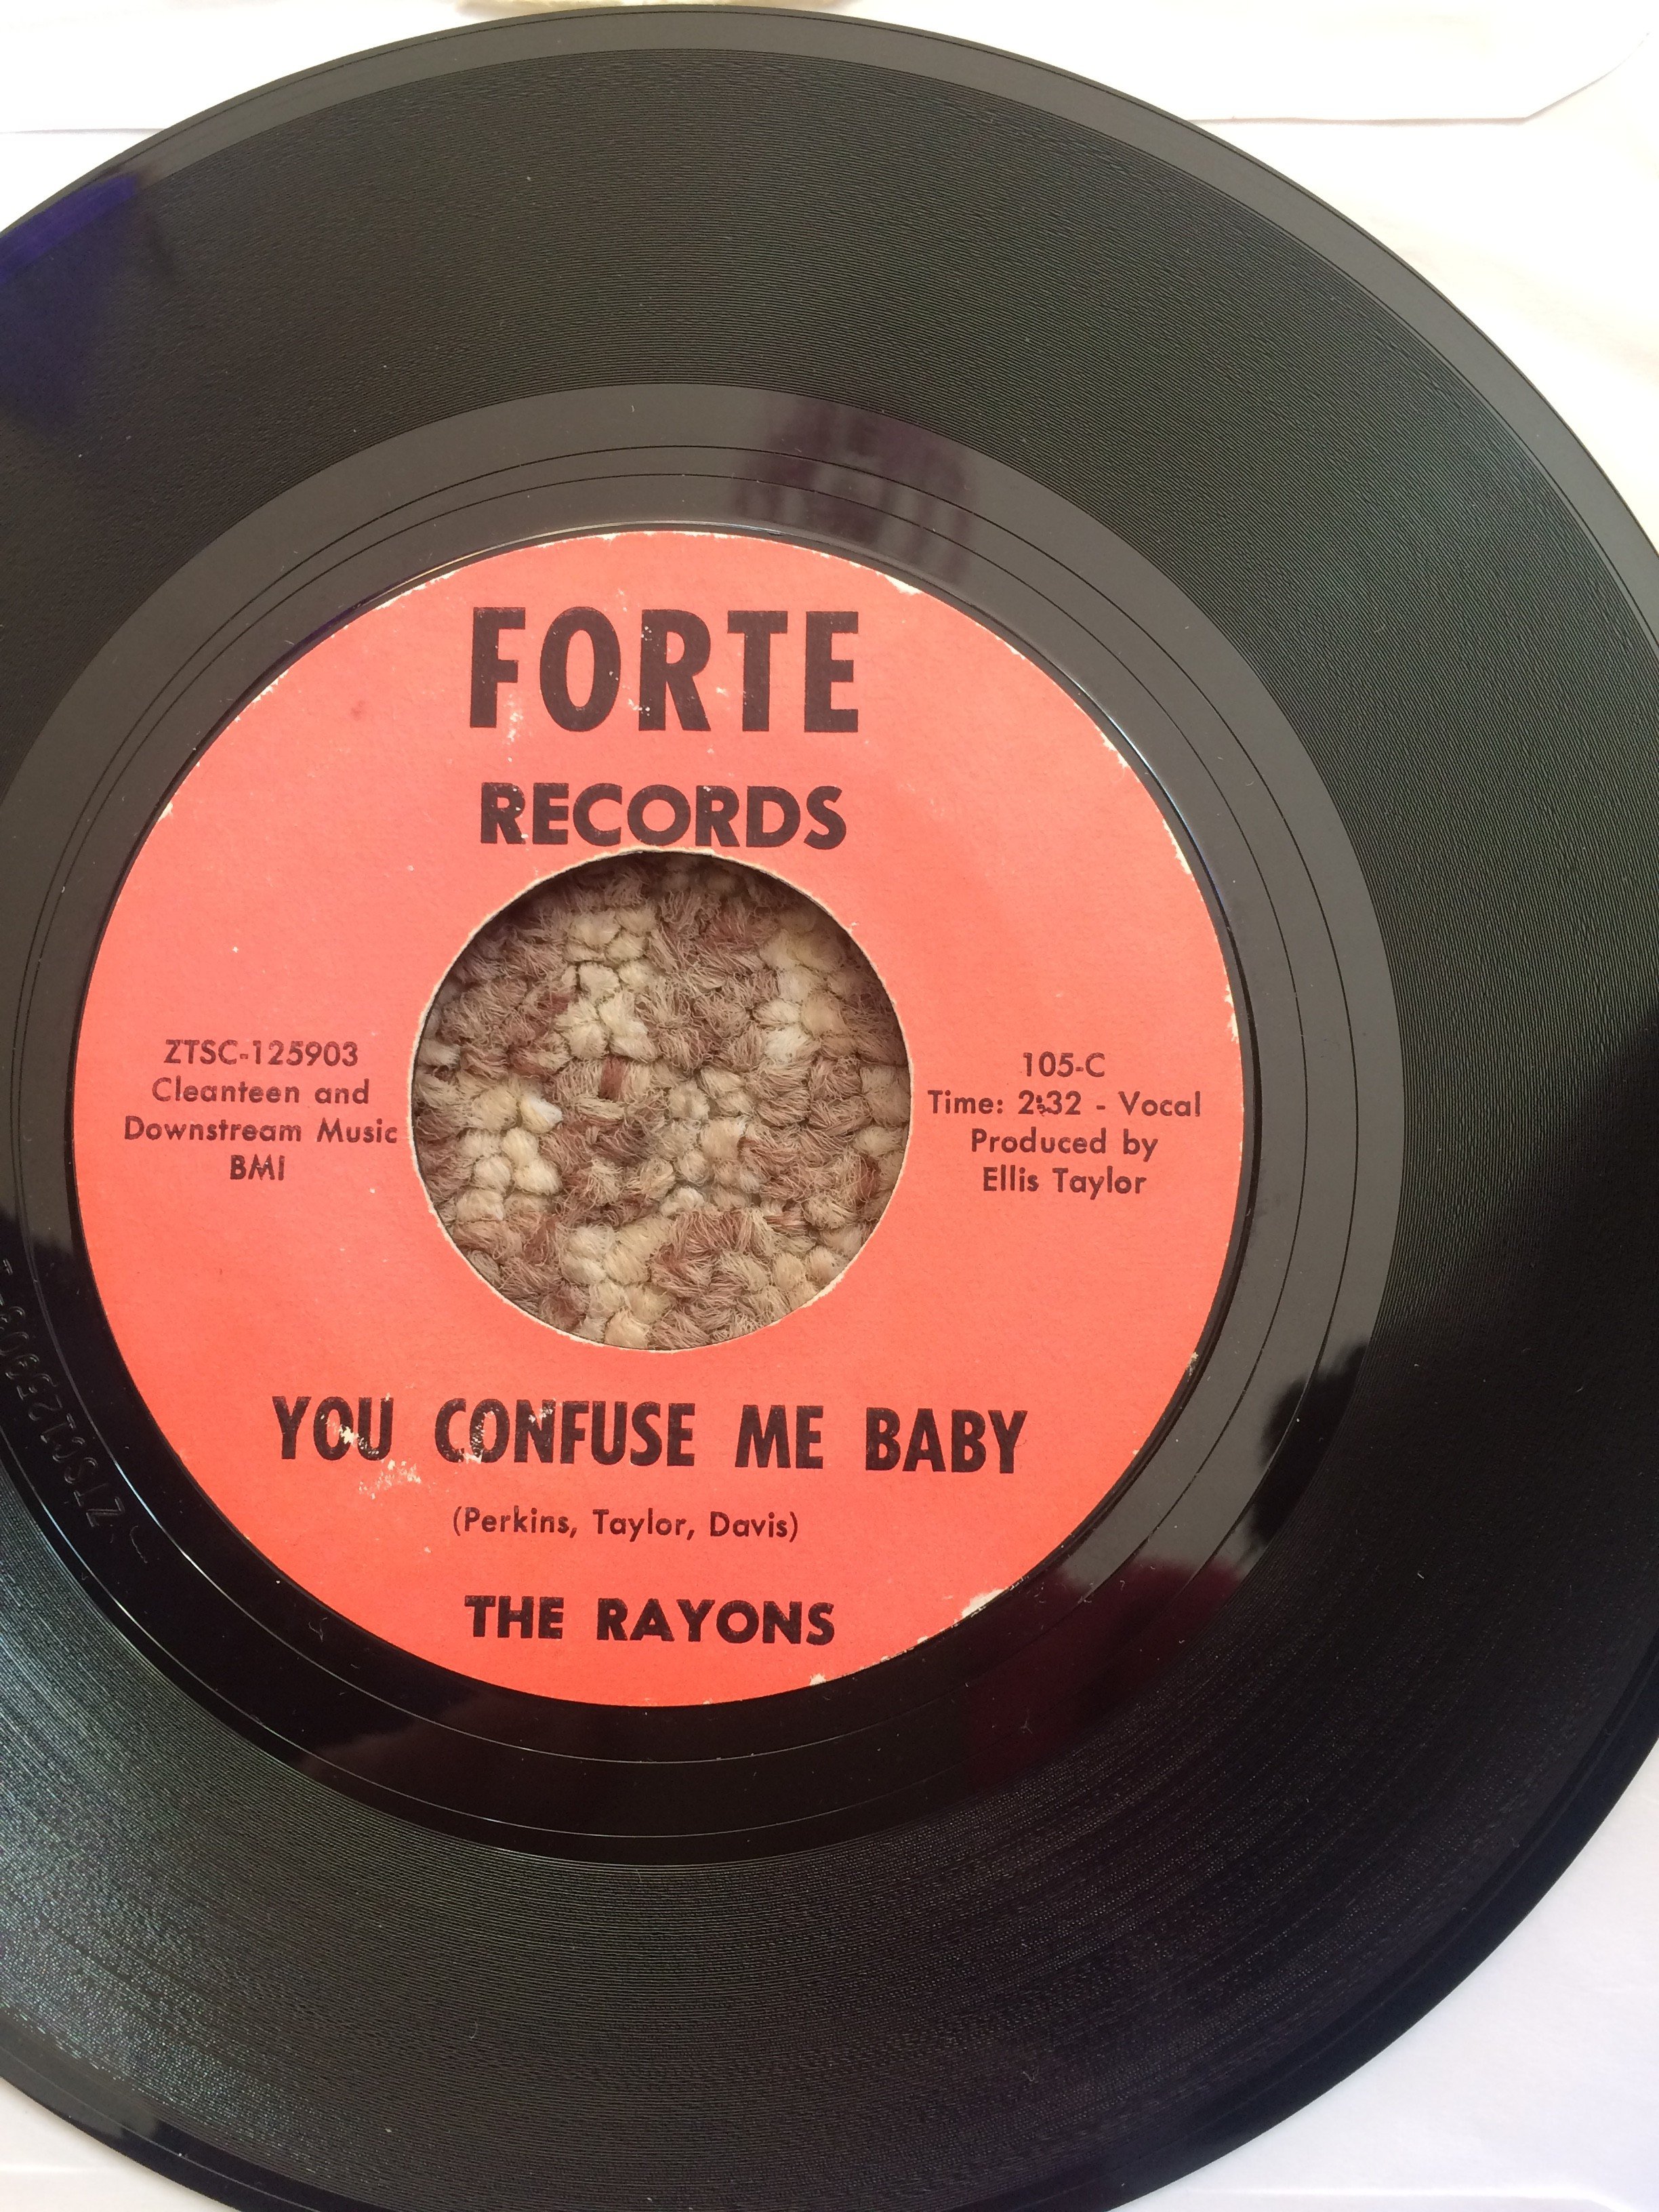 FORTE
RECORDS
ZTSC-125903
Cleanteen and
Downstream Music
BMI
105-C
Time: 2:32 - Vocal
Produced by
Ellis Taylor
YOU CONFUSE ME BABY
(Perkins, Taylor, Davis)
THE RAYONS